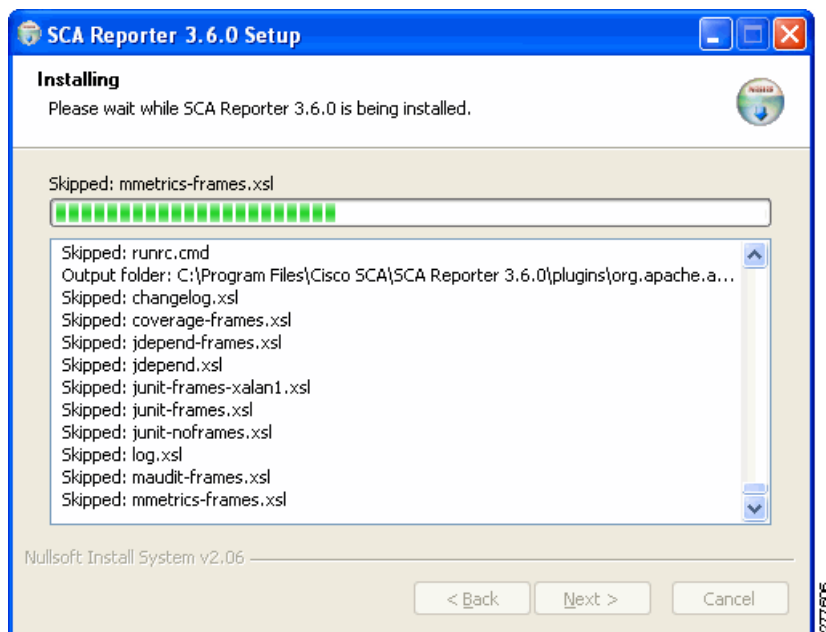 SCA Reporter 3.6.0 Setup
Installing
Please wait while SCA Reporter 3.6.0 is being installed.
Skipped: mmetrics-frames.xsl
Skipped: runrc.cmd
Output folder: C:\Program Files\Cisco SCA\SCA Reporter 3.6.0\plugins\org.apache.a...
Skipped: changelog.xsl
Skipped: coverage-frames.xsl
Skipped: jdepend-frames.xsl
Skipped: jdepend.xsl
Skipped: junit-frames-xalan1.xsl
Skipped: junit-frames.xsl
Skipped: junit-noframes.xsl
Skipped: log.xsl
Skipped: maudit-frames.xsl
Skipped: mmetrics-frames.xsl
Nullsoft Install System v2.06
< Back
Next >
Cancel
277606